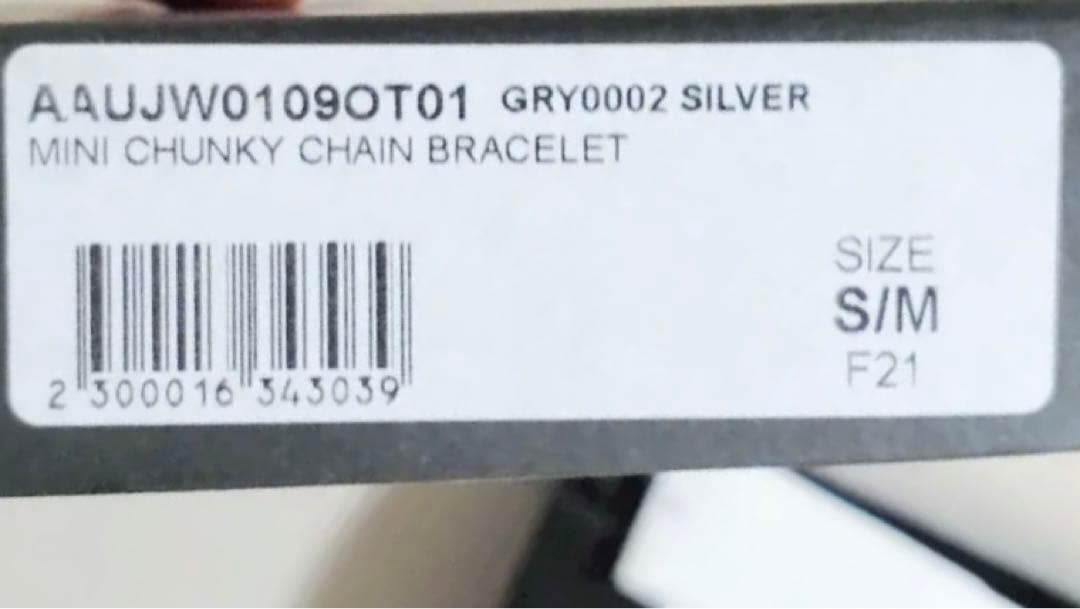 AAUJW0109OT01 GRY0002 SILVER
MINI CHUNKY CHAIN BRACELET
SIZE
S/M
F21
2 300016 343039